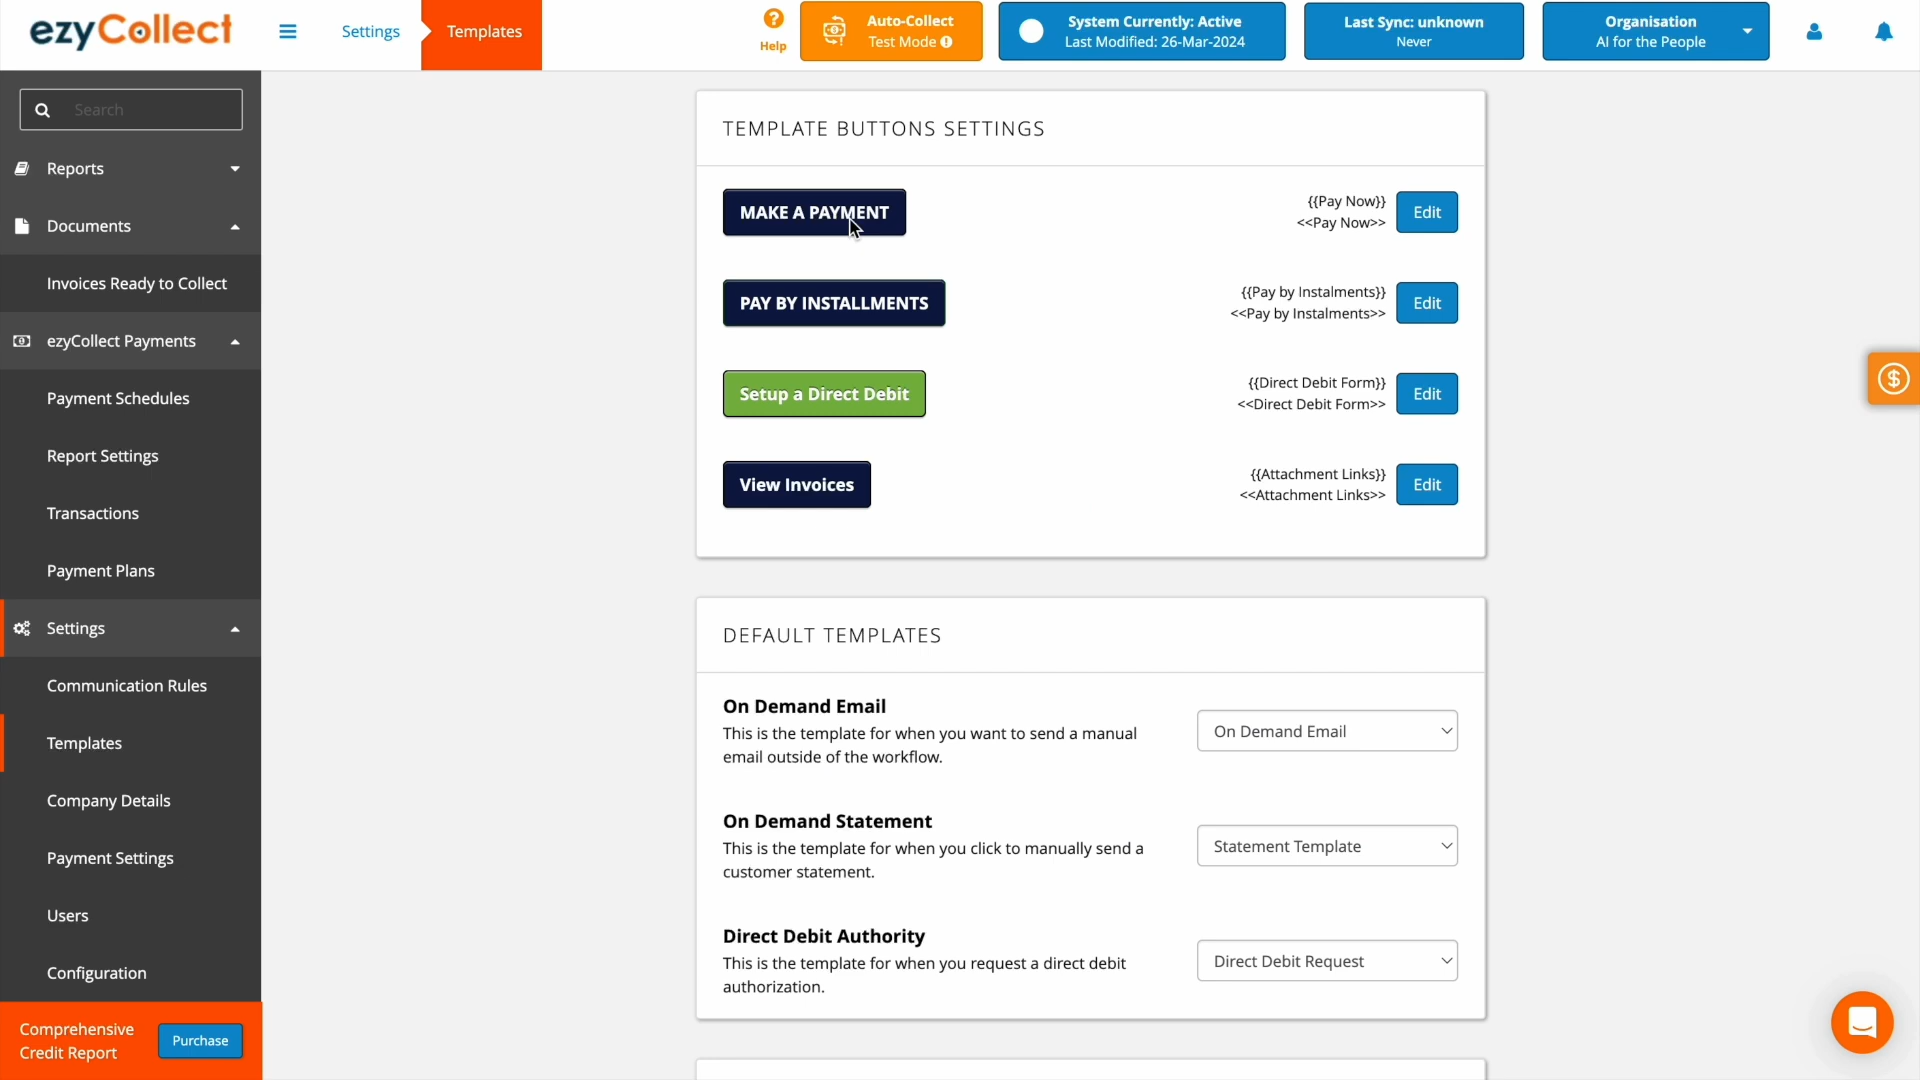 ezyCollect
Settings
Templates
Help
Auto-Collect
Test Mode
System Currently: Active
Last Modified: 26-Mar-2024
Last Sync: unknown
Never
Organisation
AI for the People
Search
Reports
Documents
Invoices Ready to Collect
ezyCollect Payments
Payment Schedules
Report Settings
Transactions
Payment Plans
Settings
Communication Rules
Templates
Company Details
Payment Settings
Users
Configuration
Comprehensive
Credit Report
Purchase
TEMPLATE BUTTONS SETTINGS
MAKE A PAYMENT
{{Pay Now}}
<<Pay Now>>
Edit
PAY BY INSTALLMENTS
{{Pay by Instalments}}
<<Pay by Instalments>>
Edit
Setup a Direct Debit
{{Direct Debit Form}}
<<Direct Debit Form>>
Edit
View Invoices
{{Attachment Links}}
<<Attachment Links>>
Edit
DEFAULT TEMPLATES
On Demand Email
This is the template for when you want to send a manual
email outside of the workflow.
On Demand Email
On Demand Statement
This is the template for when you click to manually send a
customer statement.
Statement Template
Direct Debit Authority
This is the template for when you request a direct debit
authorization.
Direct Debit Request